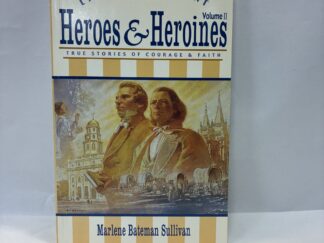 Heroes & Heroines
Volume II
TRUE STORIES OF COURAGE & FAITH
Marlene Bateman Sullivan